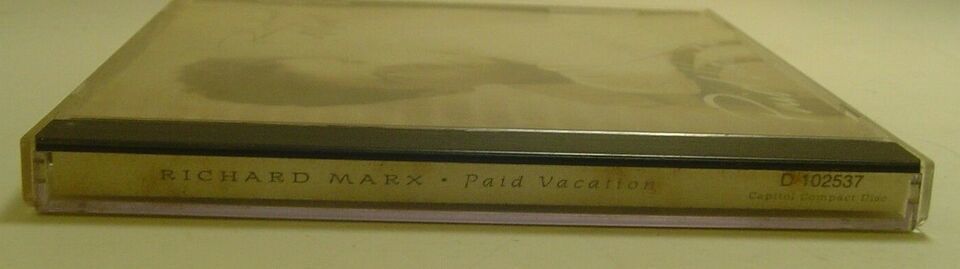 RICHARD MARX • Paid Vacation
D 102537
Capitol Compact Disc